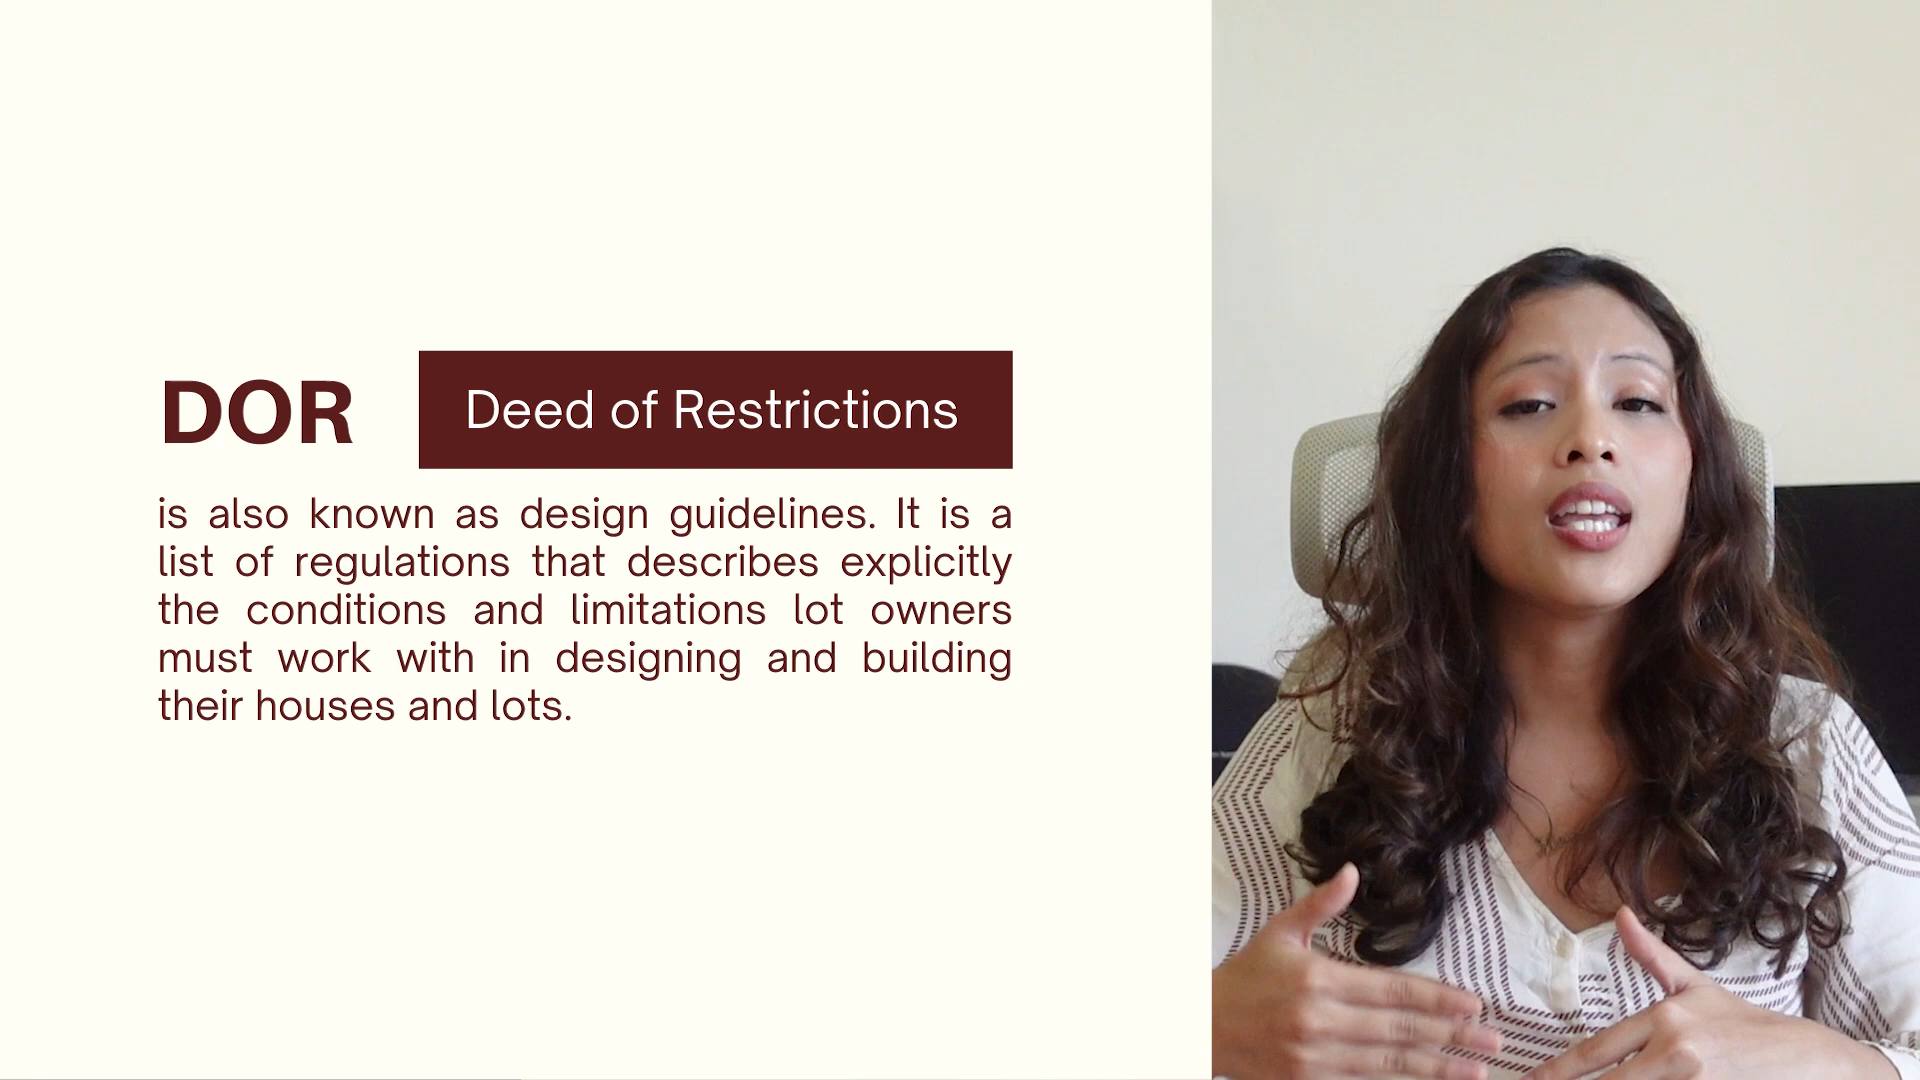 DOR Deed of Restrictions
is also known as design guidelines. It is a
list of regulations that describes explicitly
the conditions and limitations lot owners
must work with in designing and building
their houses and lots.